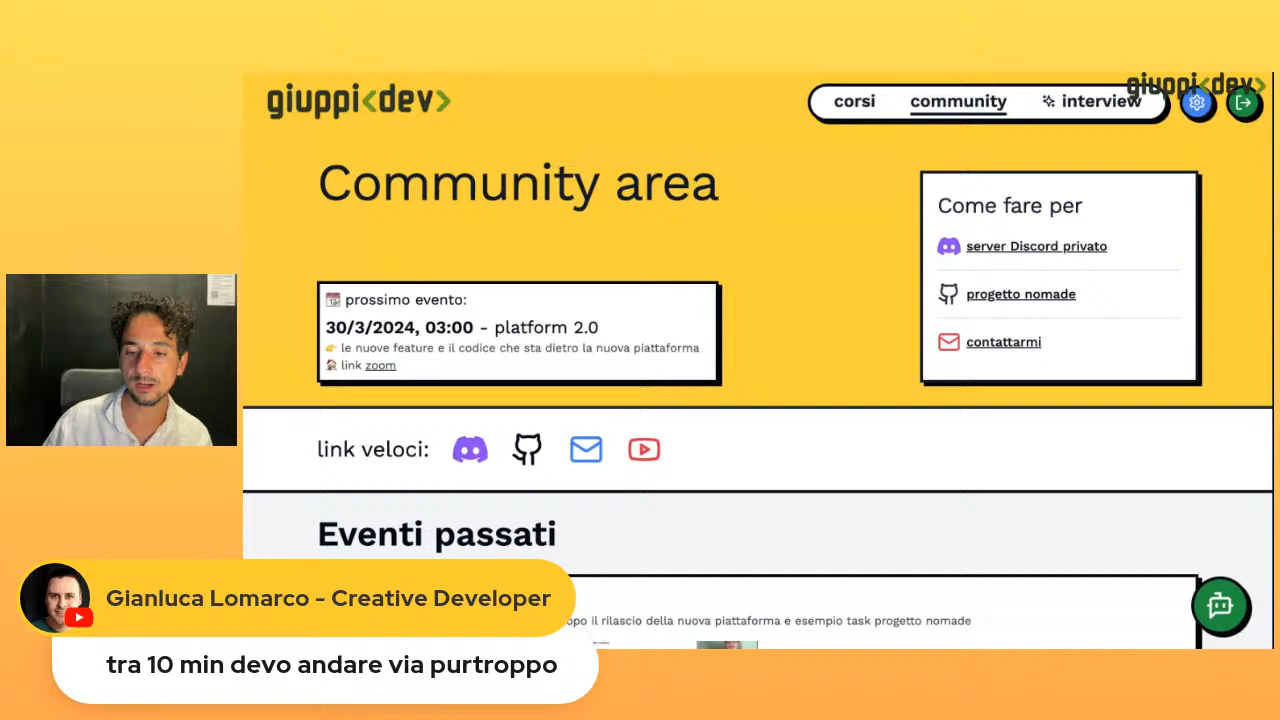 giuppi<dev>
corsi
community
interview
giuppi<dev>
Community area
Come fare per
server Discord privato
progetto nomade
contattarmi
prossimo evento:
30/3/2024, 03:00 - platform 2.0
👉 le nuove feature e il codice che sta dietro la nuova piattaforma
🏠 link zoom
link veloci:
Eventi passati
opo il rilascio della nuova piattaforma e esempio task progetto nomade
Gianluca Lomarco - Creative Developer
tra 10 min devo andare via purtroppo